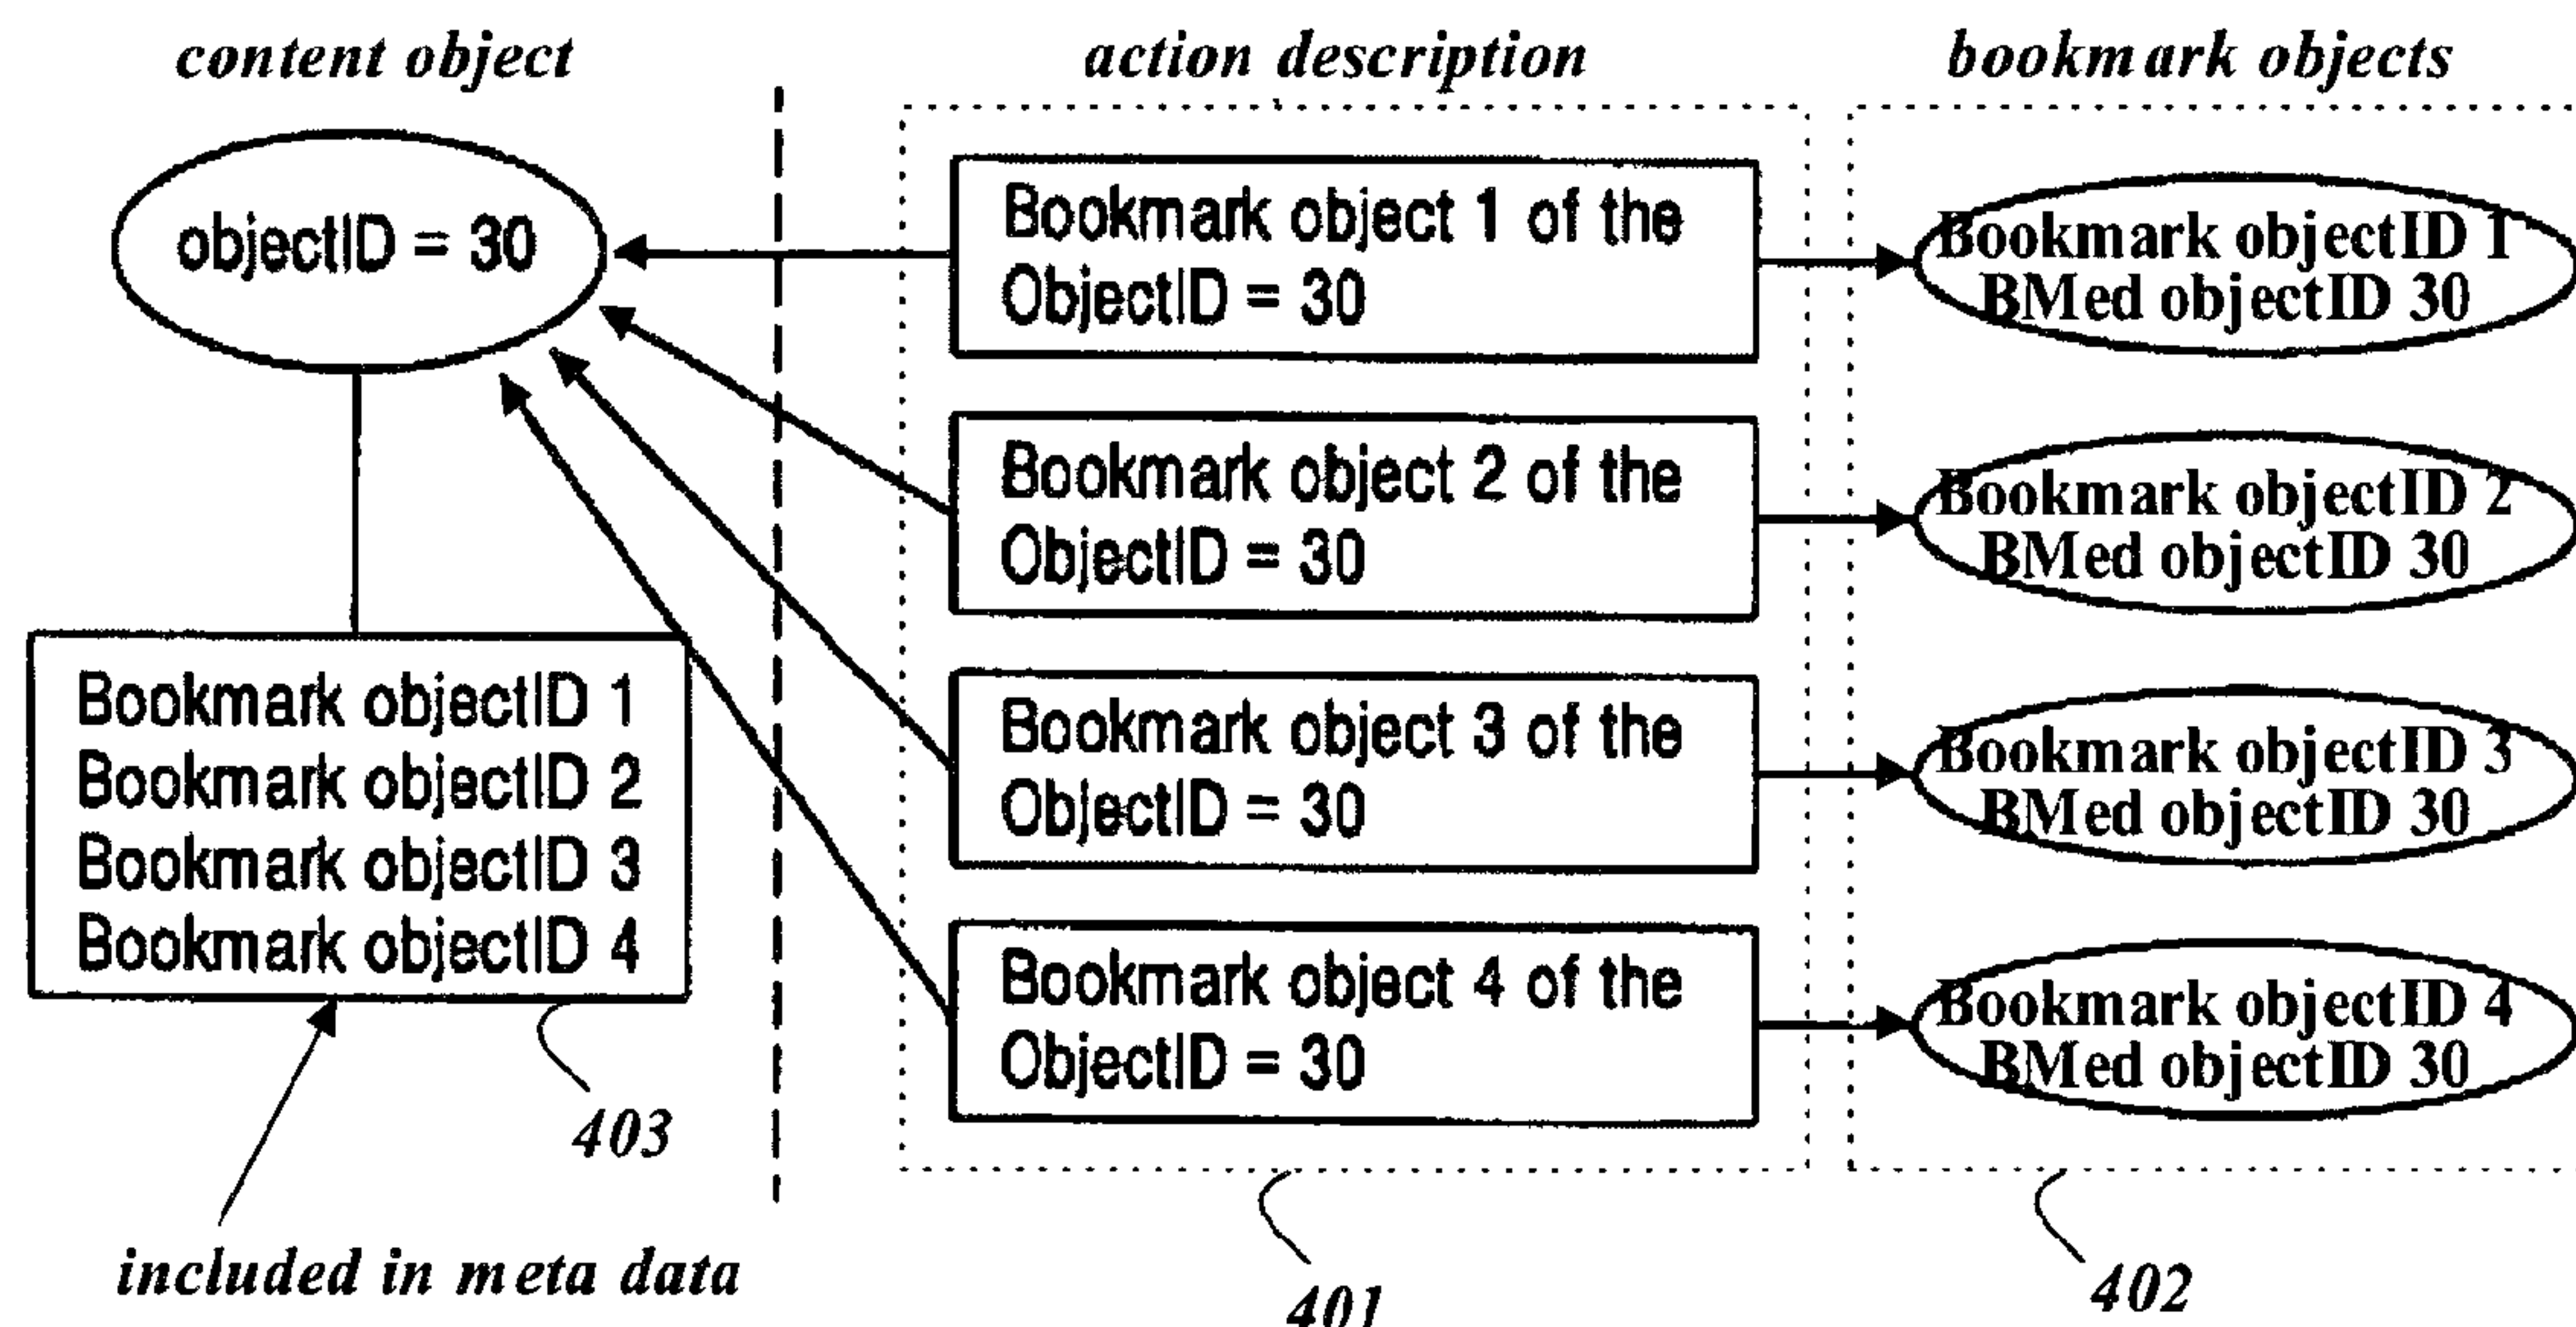 content object
action description
bookmark objects
objectID = 30
Bookmark objectID 1
Bookmark objectID 2
Bookmark objectID 3
Bookmark objectID 4
403
included in meta data
Bookmark object 1 of the
ObjectID = 30
Bookmark object 2 of the
ObjectID = 30
Bookmark object 3 of the
ObjectID = 30
Bookmark object 4 of the
ObjectID = 30
401
Bookmark objectID 1
BMed objectID 30
Bookmark objectID 2
BMed objectID 30
Bookmark objectID 3
BMed objectID 30
Bookmark objectID 4
BMed objectID 30
402